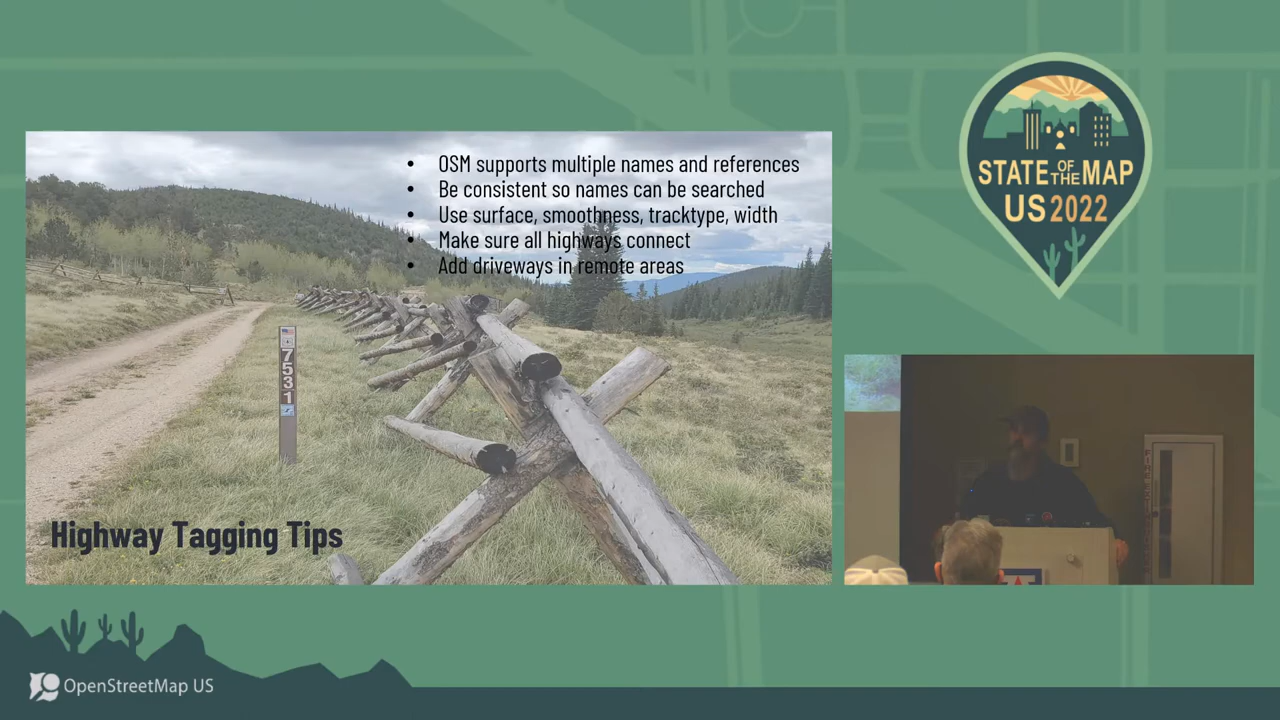 • OSM supports multiple names and references
• Be consistent so names can be searched
• Use surface, smoothness, tracktype, width
• Make sure all highways connect
• Add driveways in remote areas
7531
Highway Tagging Tips
STATE OF THE MAP
US 2022
OpenStreetMap US